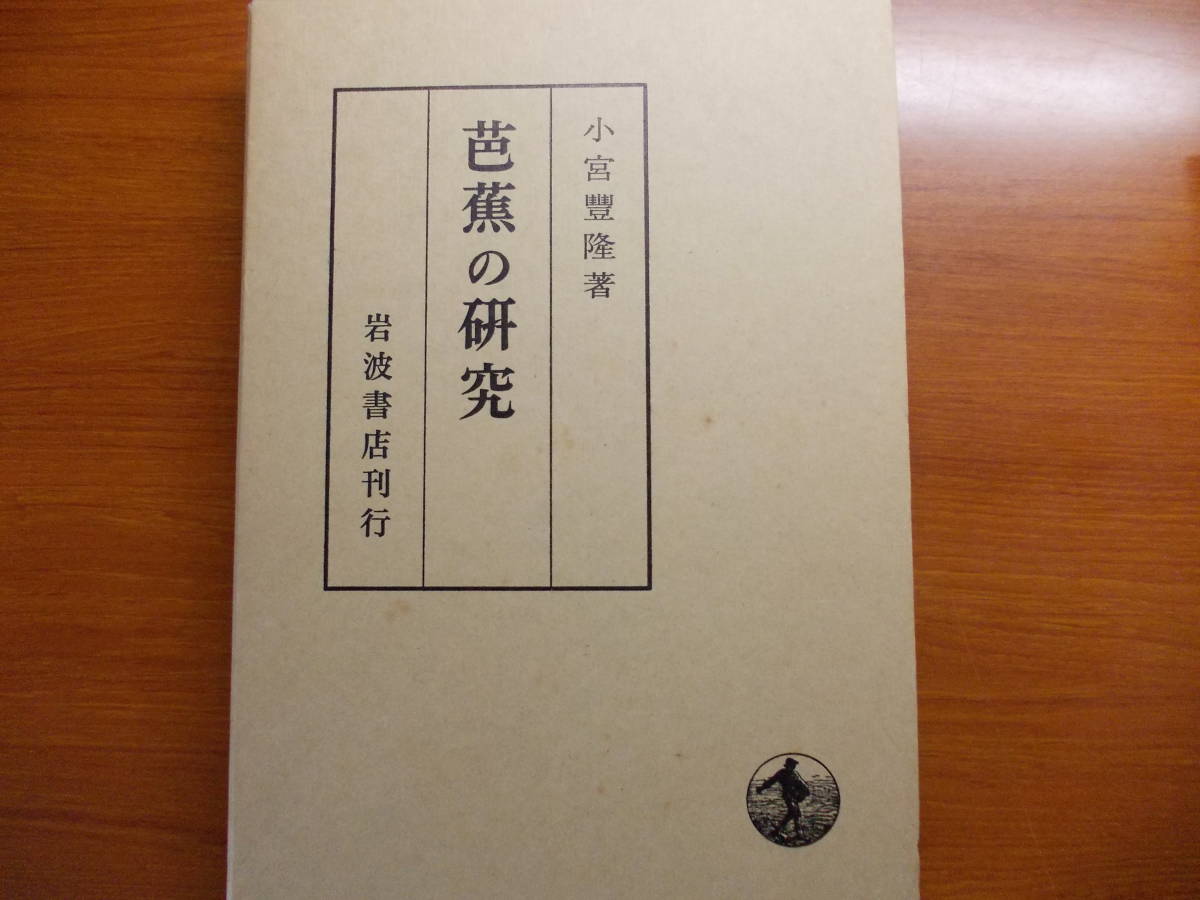 小宮豐隆著
芭蕉の研究
岩波書店刊行